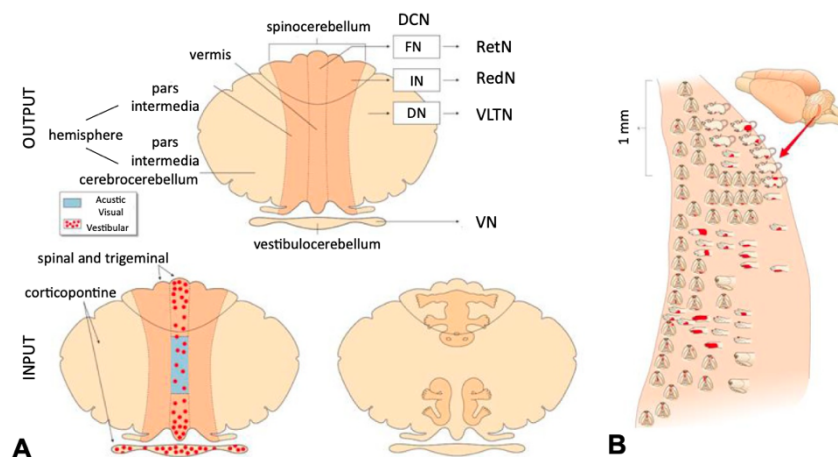 spinocerebellum
DCN
vermis
FN
RetN
pars
intermedia
IN
RedN
OUTPUT
hemisphere
DN
VLTN
pars
intermedia
cerebrocerebellum
Acustic
Visual
Vestibular
VN
vestibulocerebellum
spinal and trigeminal
corticopontine
INPUT
A
1 mm
B